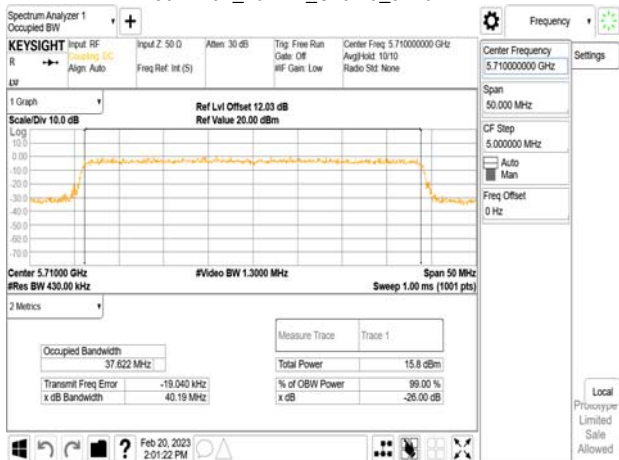 Spectrum Analyzer 1
Occupied BW
KEYSIGHT Input: RF
R
Coupling: DC
Align: Auto
LXI
Input Z: 50 Ω
Freq Ref: Int (S)
Atten: 30 dB
Trig: Free Run
Gate: Off
#IF Gain: Low
Center Freq: 5.710000000 GHz
Avg|Hold: 10/10
Radio Std: None
1 Graph
Scale/Div 10.0 dB
Ref Lvl Offset 12.03 dB
Ref Value 20.00 dBm
Log
10.0
0.00
-10.0
-20.0
-30.0
-40.0
-50.0
-60.0
-70.0
Center 5.71000 GHz
#Res BW 430.00 kHz
#Video BW 1.3000 MHz
Span 50 MHz
Sweep 1.00 ms (1001 pts)
2 Metrics
Measure Trace Trace 1
Occupied Bandwidth
37.622 MHz
Total Power 15.8 dBm
Transmit Freq Error -19.040 kHz
% of OBW Power 99.00 %
x dB Bandwidth 40.19 MHz
x dB -26.00 dB
Feb 20, 2023
2:01:22 PM
Frequency
Center Frequency
5.710000000 GHz
Settings
Span
50.000 MHz
CF Step
5.000000 MHz
Auto
Man
Freq Offset
0 Hz
Local
Prototype
Limited
Sale
Allowed